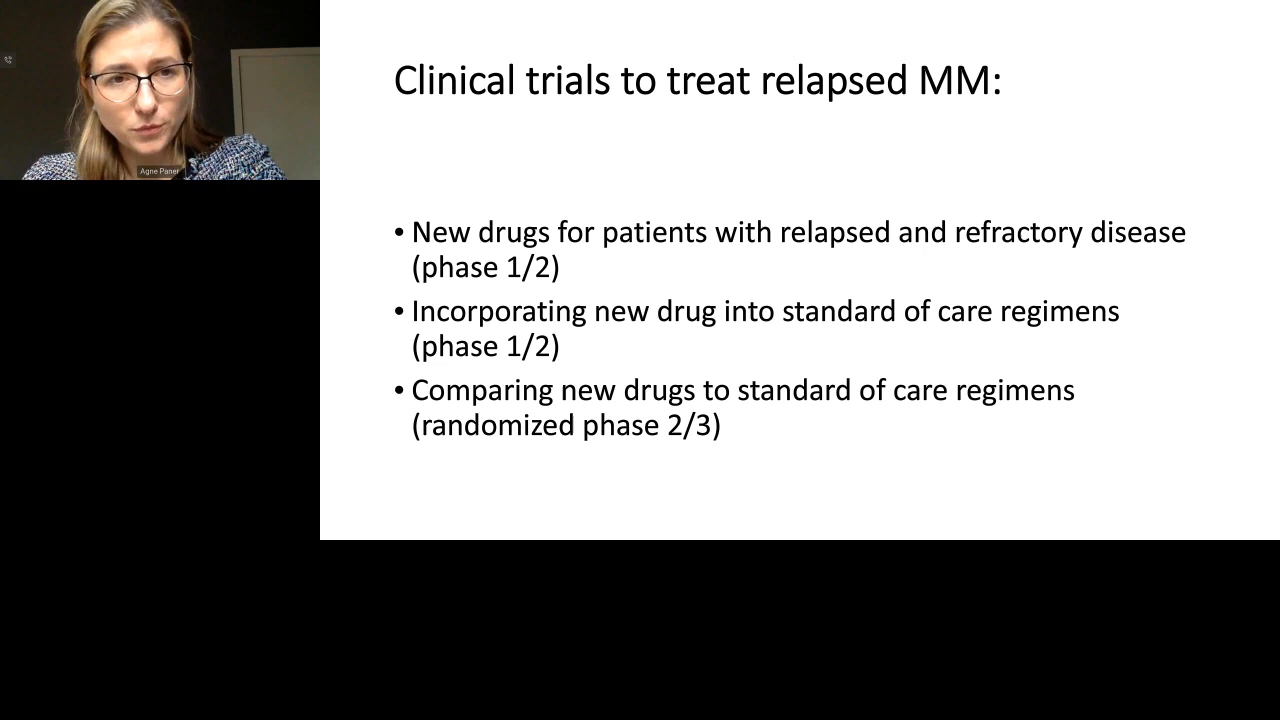 Agne Paner
Clinical trials to treat relapsed MM:
• New drugs for patients with relapsed and refractory disease
(phase 1/2)
• Incorporating new drug into standard of care regimens
(phase 1/2)
• Comparing new drugs to standard of care regimens
(randomized phase 2/3)